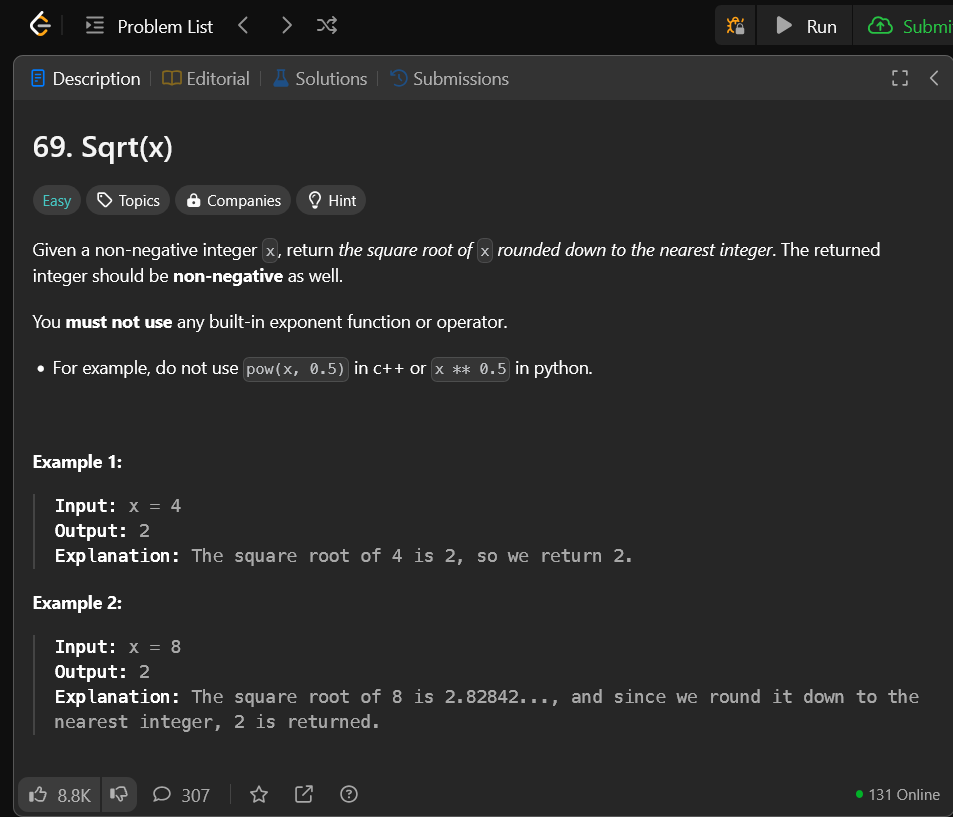 Problem List
Run
Submi
Description
Editorial
Solutions
Submissions
69. Sqrt(x)
Easy
Topics
Companies
Hint
Given a non-negative integer x, return the square root of x rounded down to the nearest integer. The returned
integer should be non-negative as well.
You must not use any built-in exponent function or operator.
• For example, do not use pow(x, 0.5) in c++ or x ** 0.5 in python.
Example 1:
Input: x = 4
Output: 2
Explanation: The square root of 4 is 2, so we return 2.
Example 2:
Input: x = 8
Output: 2
Explanation: The square root of 8 is 2.82842..., and since we round it down to the
nearest integer, 2 is returned.
8.8K
307
131 Online